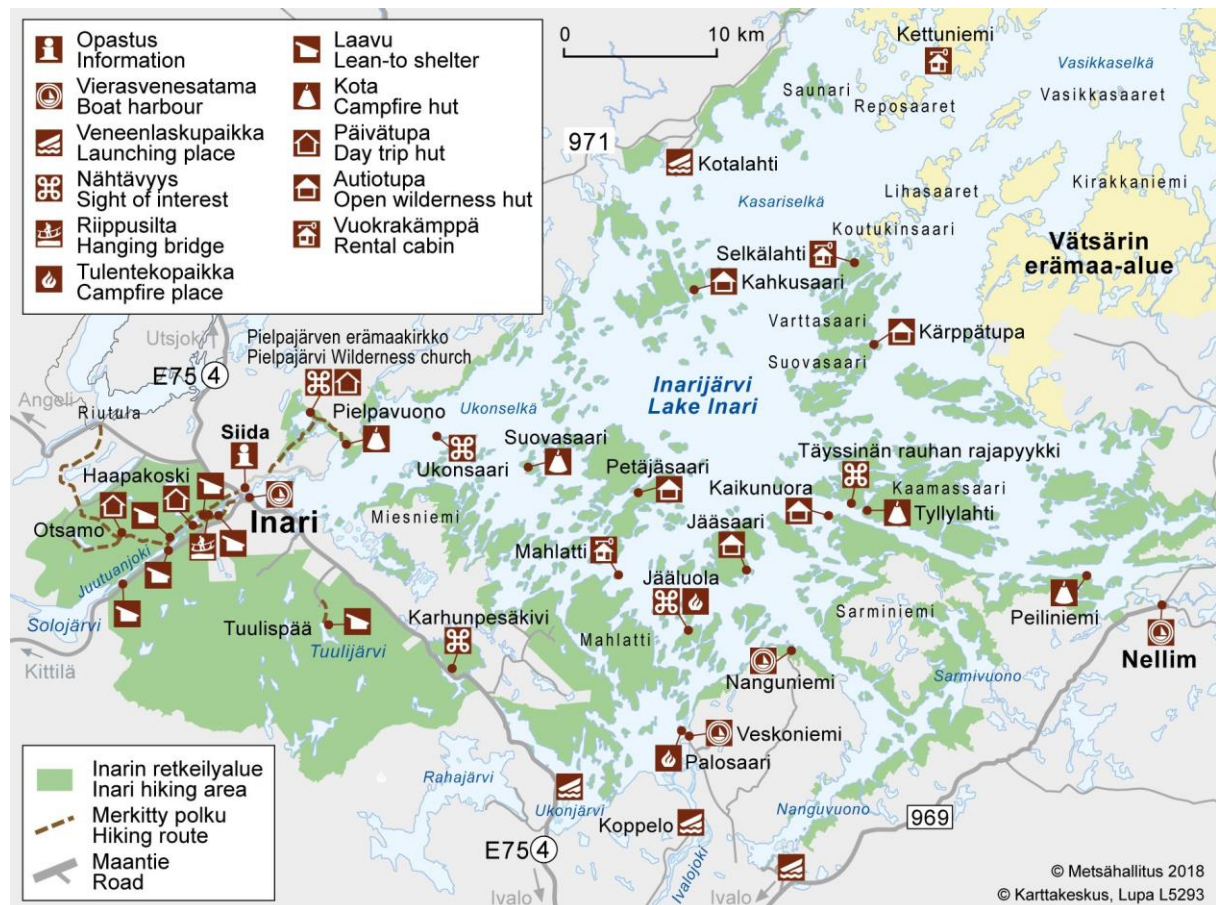 Opastus
Information
Vierasvenesatama
Boat harbour
Veneenlaskupaikka
Launching place
Nähtävyys
Sight of interest
Riippusilta
Hanging bridge
Tulentekopaikka
Campfire place
Laavu
Lean-to shelter
Kota
Campfire hut
Päivätupa
Day trip hut
Autiotupa
Open wilderness hut
Vuokrakämppä
Rental cabin
0 10 km
Kettuniemi
Vasikkaselkä
Saunari
Reposaaret
Vasikkasaaret
971
Kotalahti
Lihasaaret
Kirakkaniemi
Kasariselkä
Koutukinsaari
Vätsärin
erämaa-alue
Selkälahti
Kahkusaari
Varttasaari
Kärppätupa
Suovasaari
Utsjoki
Pielpajärven erämaakirkko
Pielpajärvi Wilderness church
E75 4
Angeli
Riutula
Inarijärvi
Lake Inari
Ukonselkä
Pielpavuono
Siida
Suovasaari
Ukonsaari
Täyssinän rauhan rajapyykki
Haapakoski
Petäjäsaari
Kaikunuora
Kaamassaari
Tyllylahti
Inari
Otsamo
Miesniemi
Jääsaari
Mahlatti
Juutuanjoki
Jääluola
Peiliniemi
Solojärvi
Tuulispää
Karhunpesäkivi
Sarminiemi
Mahlatti
Tuulijärvi
Kittilä
Nanguniemi
Nellim
Sarmivuono
Veskoniemi
Palosaari
Rahajärvi
Ukonjärvi
Nanguvuono
Koppelo
969
E75 4
Ivalojoki
Ivalo
Ivalo
Inarin retkeilyalue
Inari hiking area
Merkitty polku
Hiking route
Maantie
Road
© Metsähallitus 2018
© Karttakeskus, Lupa L5293